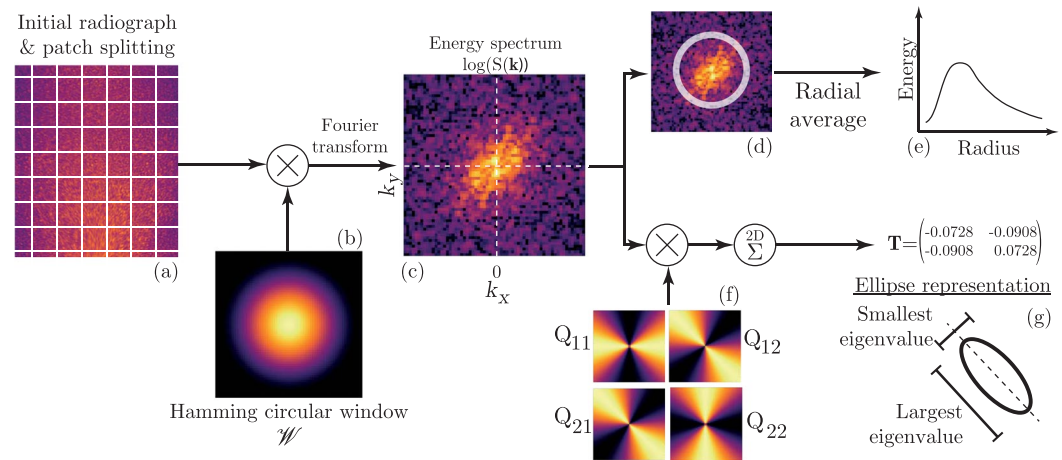 Initial radiograph
& patch splitting
(a)
Fourier
transform
(b)
Hamming circular window
𝒲
Energy spectrum
log(S(k))
k_y
(c)
0
k_x
(d)
Radial
average
Energy
(e)
Radius
2D
Σ
T=(-0.0728 -0.0908
-0.0908 0.0728)
(f)
Q₁₁
Q₁₂
Q₂₁
Q₂₂
Ellipse representation
(g)
Smallest
eigenvalue
Largest
eigenvalue